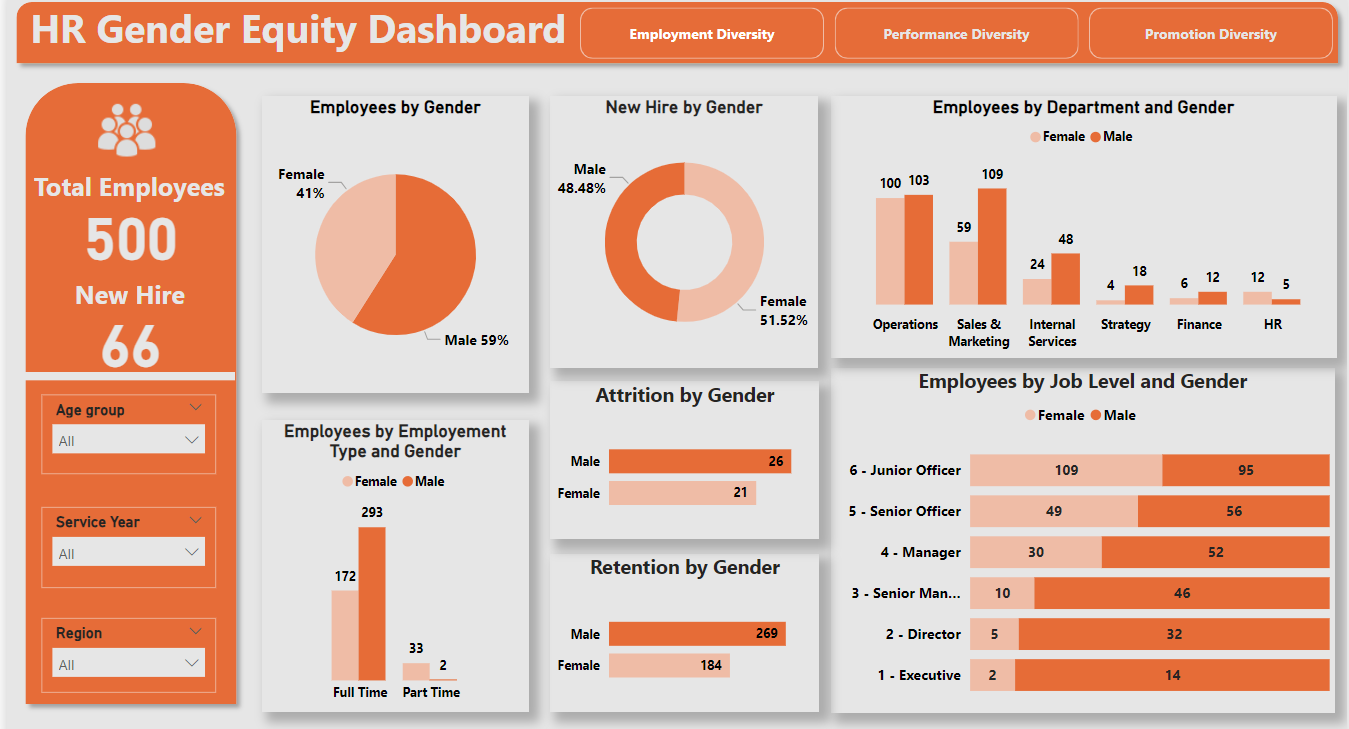 HR Gender Equity Dashboard
Employment Diversity
Performance Diversity
Promotion Diversity
Total Employees
500
New Hire
66
Age group
All
Service Year
All
Region
All
Employees by Gender
Female
41%
Male 59%
Employees by Employement
Type and Gender
Female Male
293
172
33
2
Full Time Part Time
New Hire by Gender
Male
48.48%
Female
51.52%
Attrition by Gender
Male 26
Female 21
Retention by Gender
Male 269
Female 184
Employees by Department and Gender
Female Male
100 103 59 109 24 48 4 18 6 12 12 5
Operations Sales & Internal Strategy Finance HR
Marketing Services
Employees by Job Level and Gender
Female Male
6 - Junior Officer 109 95
5 - Senior Officer 49 56
4 - Manager 30 52
3 - Senior Man... 10 46
2 - Director 5 32
1 - Executive 2 14